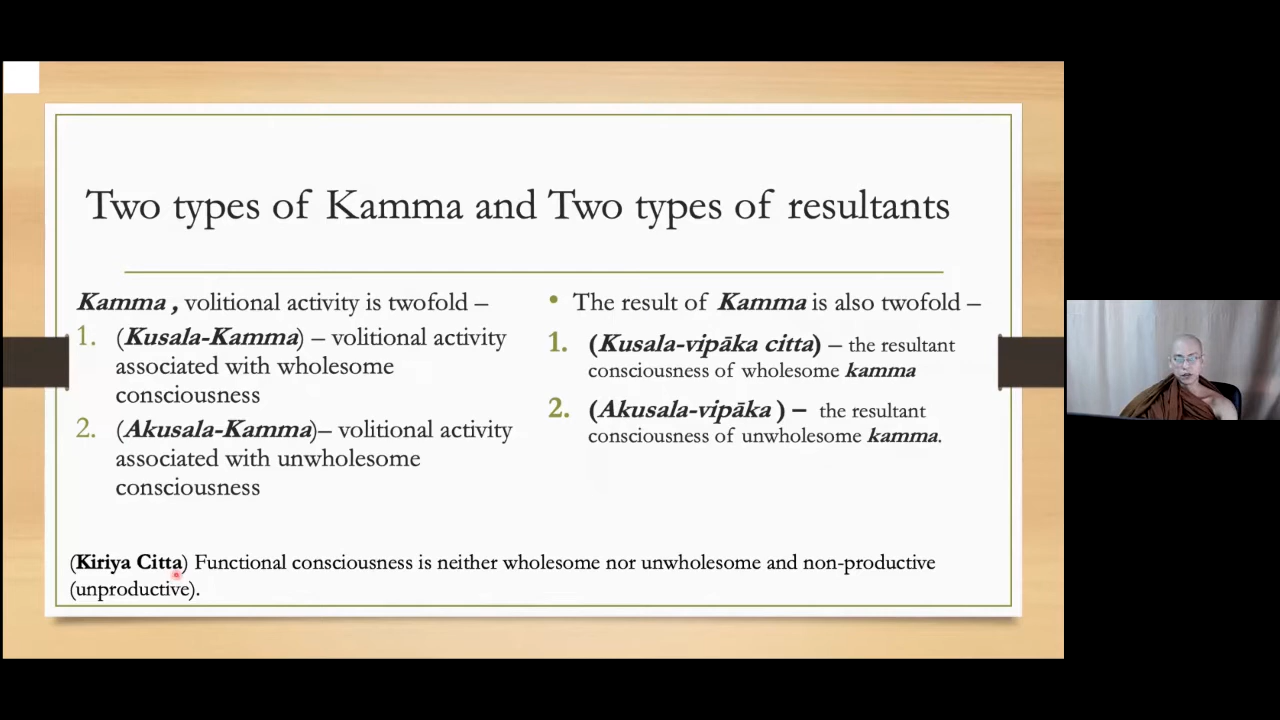 Two types of Kamma and Two types of resultants
Kamma , volitional activity is twofold –
1. (Kusala-Kamma) – volitional activity
associated with wholesome
consciousness
2. (Akusala-Kamma)– volitional activity
associated with unwholesome
consciousness
• The result of Kamma is also twofold –
1. (Kusala-vipāka citta) – the resultant
consciousness of wholesome kamma
2. (Akusala-vipāka ) – the resultant
consciousness of unwholesome kamma.
(Kiriya Citta) Functional consciousness is neither wholesome nor unwholesome and non-productive
(unproductive).